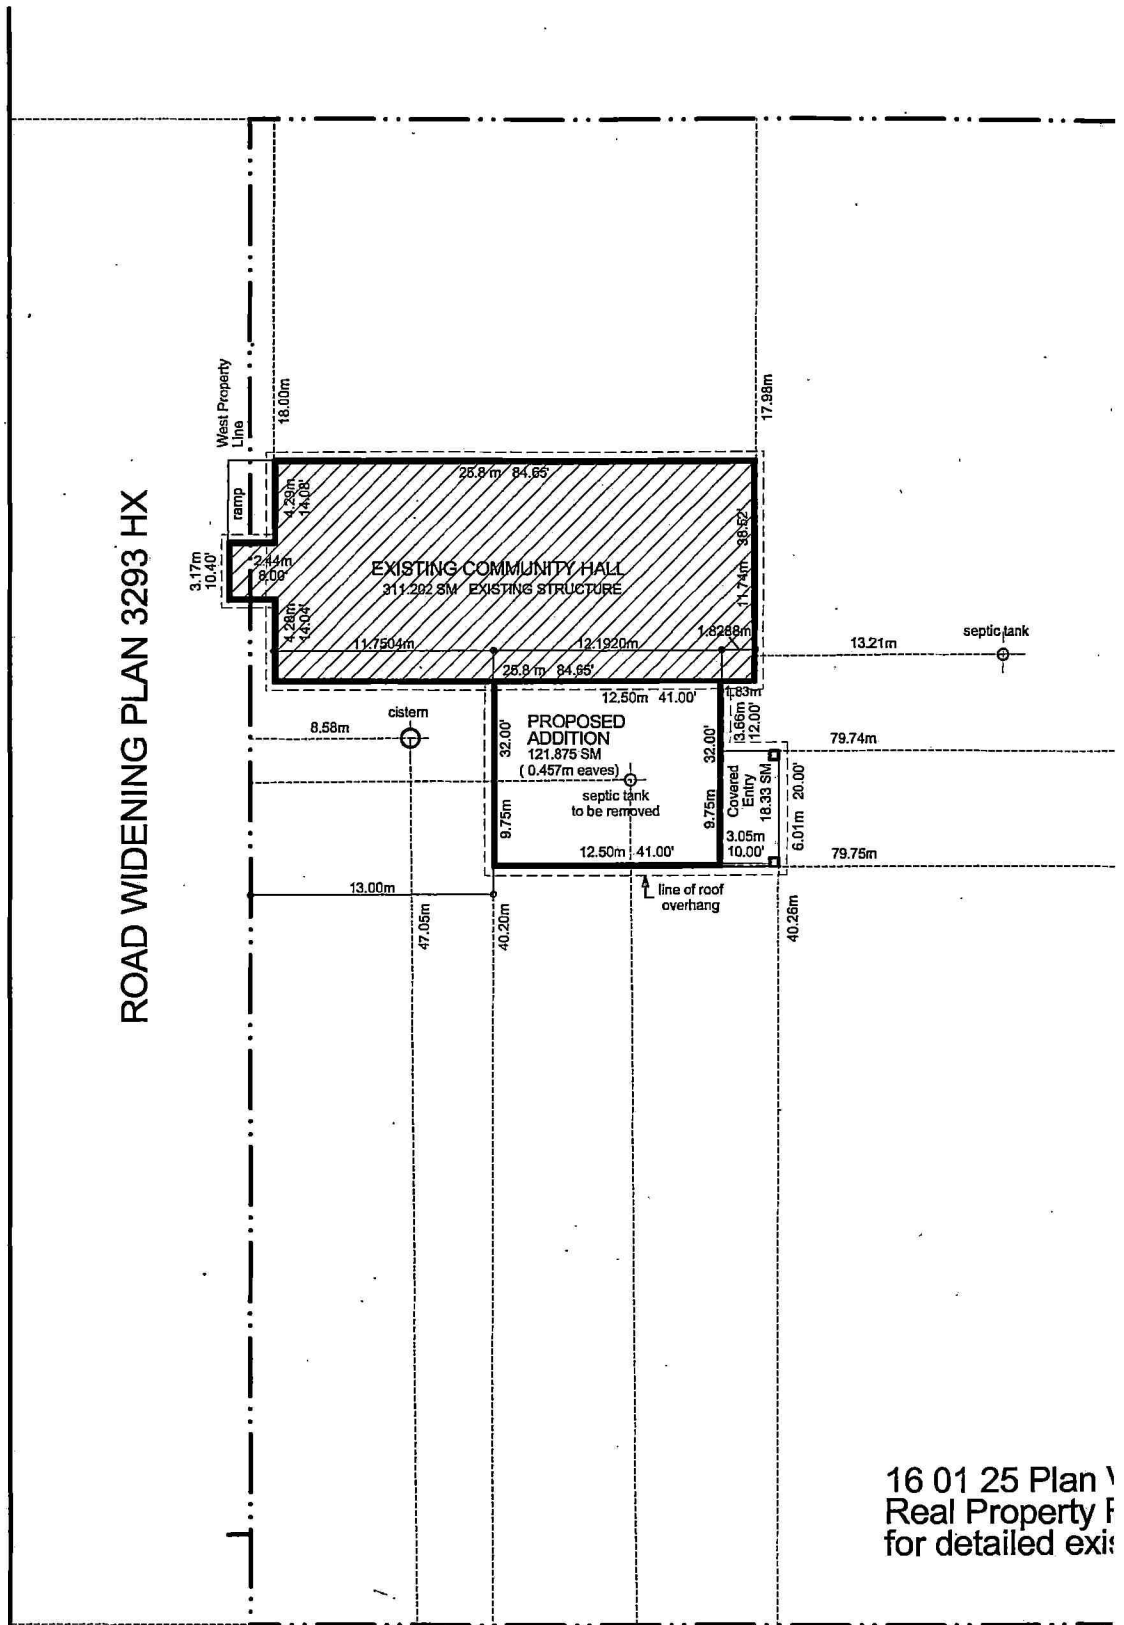 18.00m
17.98m
West Property
Line
ramp
25.8 m 84.65'
4.29m
14.08'
3.17m
10.40'
2.44m
8.00'
EXISTING COMMUNITY HALL
311.202 SM EXISTING STRUCTURE
11.74m 38.52'
4.28m
14.04'
11.7504m
12.1920m
1.8288m
13.21m
septic tank
25.8 m 84.65'
ROAD WIDENING PLAN 3293 HX
cistern
8.58m
12.50m 41.00'
1.83m
3.66m
12.00'
PROPOSED
ADDITION
121.875 SM
( 0.457m eaves)
9.75m 32.00'
9.75m 32.00'
septic tank
to be removed
Covered
Entry
18.33 SM
79.74m
6.01m 20.00'
3.05m
10.00'
12.50m 41.00'
79.75m
13.00m
line of roof
overhang
47.05m
40.20m
40.26m
16 01 25 Plan
Real Property
for detailed